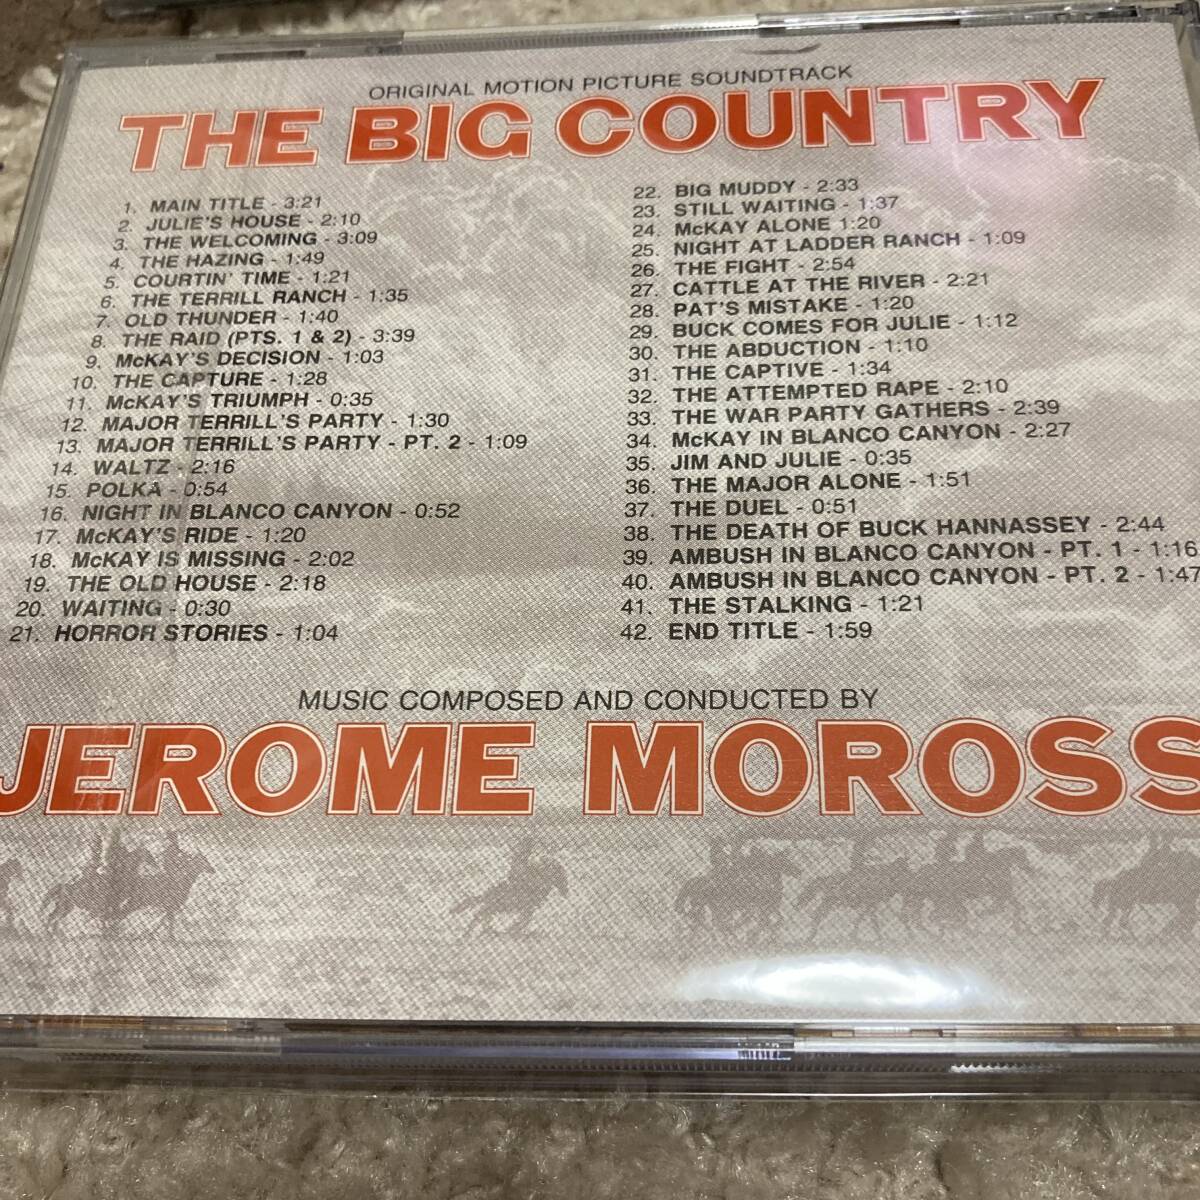 ORIGINAL MOTION PICTURE SOUNDTRACK
THE BIG COUNTRY
1. MAIN TITLE - 3:21
2. JULIE'S HOUSE - 2:10
3. THE WELCOMING - 3:09
4. THE HAZING - 1:49
5. COURTIN' TIME - 1:21
6. THE TERRILL RANCH - 1:35
7. OLD THUNDER - 1:40
8. THE RAID (PTS. 1 & 2) - 3:39
9. McKAY'S DECISION - 1:03
10. THE CAPTURE - 1:28
11. McKAY'S TRIUMPH - 0:35
12. MAJOR TERRILL'S PARTY - 1:30
13. MAJOR TERRILL'S PARTY - PT. 2 - 1:09
14. WALTZ - 2:16
15. POLKA - 0:54
16. NIGHT IN BLANCO CANYON - 0:52
17. McKAY'S RIDE - 1:20
18. McKAY IS MISSING - 2:02
19. THE OLD HOUSE - 2:18
20. WAITING - 0:30
21. HORROR STORIES - 1:04
22. BIG MUDDY - 2:33
23. STILL WAITING - 1:37
24. McKAY ALONE 1:20
25. NIGHT AT LADDER RANCH - 1:09
26. THE FIGHT - 2:54
27. CATTLE AT THE RIVER - 2:21
28. PAT'S MISTAKE - 1:20
29. BUCK COMES FOR JULIE - 1:12
30. THE ABDUCTION - 1:10
31. THE CAPTIVE - 1:34
32. THE ATTEMPTED RAPE - 2:10
33. THE WAR PARTY GATHERS - 2:39
34. McKAY IN BLANCO CANYON - 2:27
35. JIM AND JULIE - 0:35
36. THE MAJOR ALONE - 1:51
37. THE DUEL - 0:51
38. THE DEATH OF BUCK HANNASSEY - 2:44
39. AMBUSH IN BLANCO CANYON - PT. 1 - 1:16
40. AMBUSH IN BLANCO CANYON - PT. 2 - 1:47
41. THE STALKING - 1:21
42. END TITLE - 1:59
MUSIC COMPOSED AND CONDUCTED BY
JEROME MOROSS